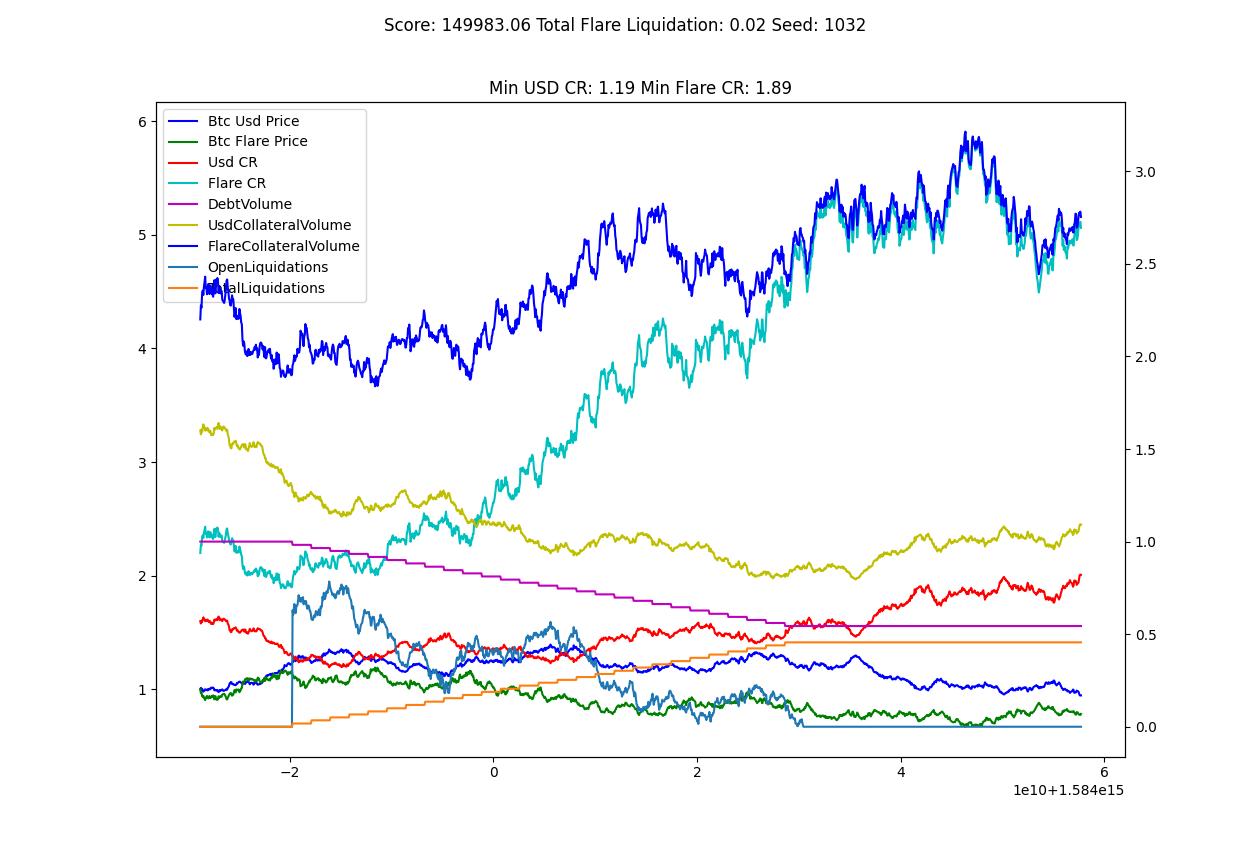 Score: 149983.06 Total Flare Liquidation: 0.02 Seed: 1032
Min USD CR: 1.19 Min Flare CR: 1.89
Btc Usd Price
Btc Flare Price
Usd CR
Flare CR
DebtVolume
UsdCollateralVolume
FlareCollateralVolume
OpenLiquidations
TotalLiquidations
6
5
4
3
2
1
3.0
2.5
2.0
1.5
1.0
0.5
0.0
−2
0
2
4
6
1e10+1.584e15